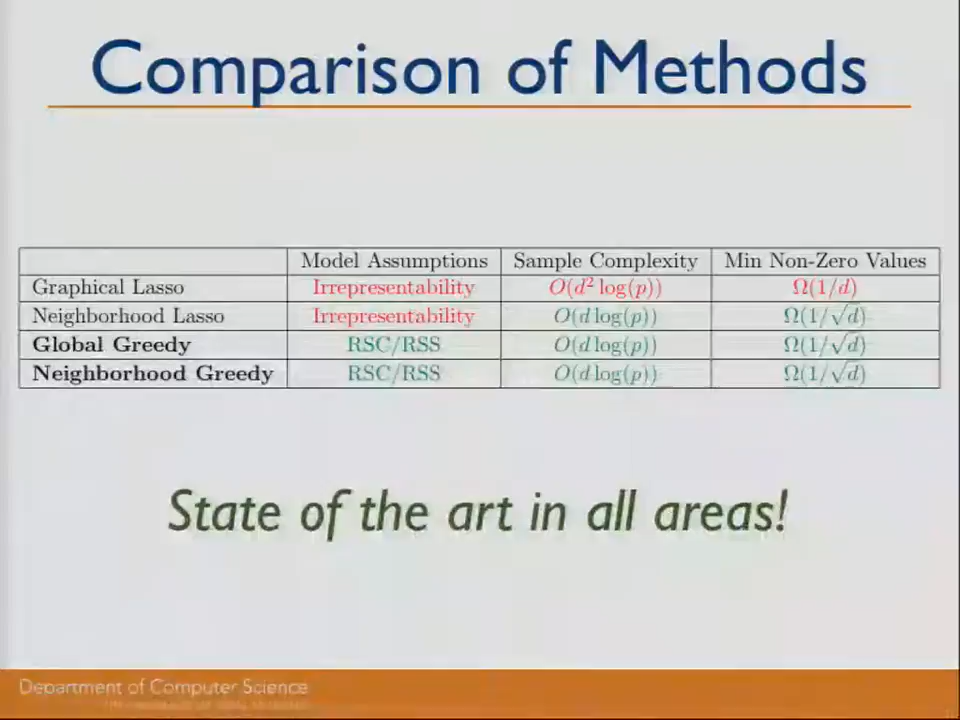 Comparison of Methods
Model Assumptions Sample Complexity Min Non-Zero Values
Graphical Lasso Irrepresentability O(d² log(p)) Ω(1/d)
Neighborhood Lasso Irrepresentability O(d log(p)) Ω(1/√d)
Global Greedy RSC/RSS O(d log(p)) Ω(1/√d)
Neighborhood Greedy RSC/RSS O(d log(p)) Ω(1/√d)
State of the art in all areas!
Department of Computer Science